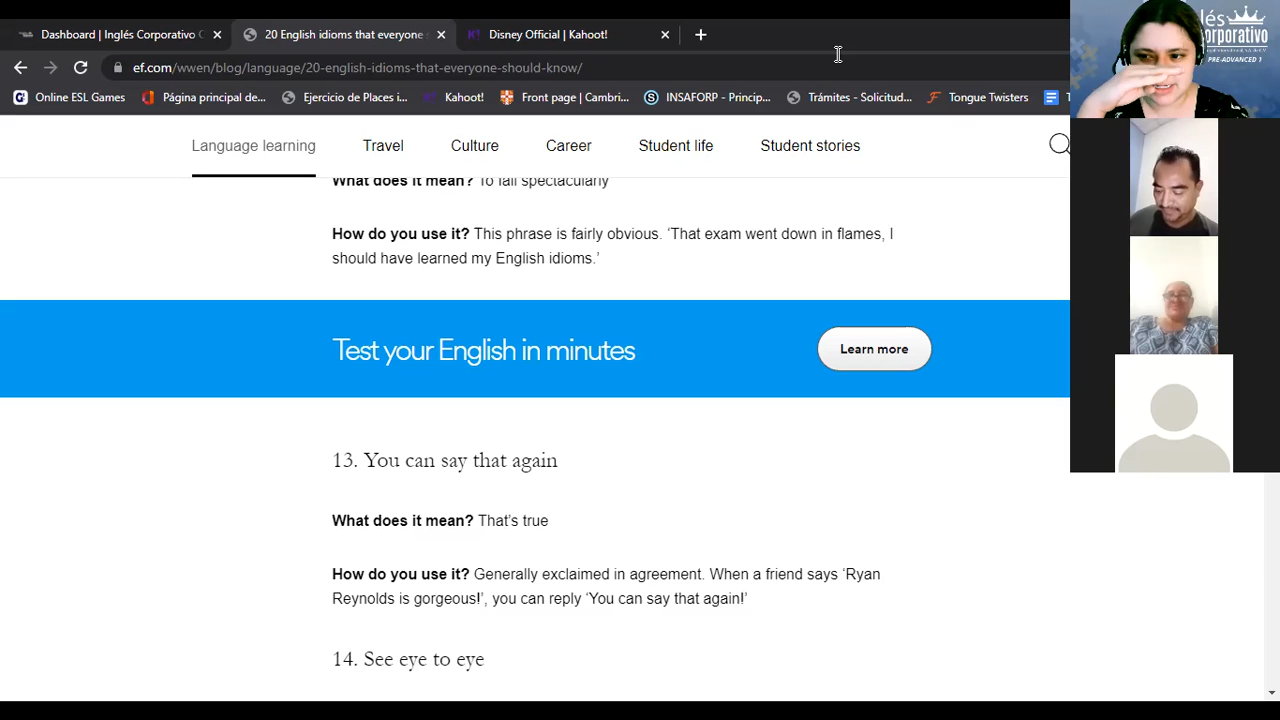 Dashboard | Inglés Corporativo
20 English idioms that everyone
Disney Official | Kahoot!
ef.com/wwen/blog/language/20-english-idioms-that-everyone-should-know/
Online ESL Games
Página principal de...
Ejercicio de Places i...
Kahoot!
Front page | Cambri...
INSAFORP - Princip...
Trámites - Solicitud...
Tongue Twisters
Language learning
Travel
Culture
Career
Student life
Student stories
What does it mean? To fail spectacularly
How do you use it? This phrase is fairly obvious. ‘That exam went down in flames, I
should have learned my English idioms.’
Test your English in minutes
Learn more
13. You can say that again
What does it mean? That’s true
How do you use it? Generally exclaimed in agreement. When a friend says ‘Ryan
Reynolds is gorgeous!’, you can reply ‘You can say that again!’
14. See eye to eye
PRE-ADVANCED 1